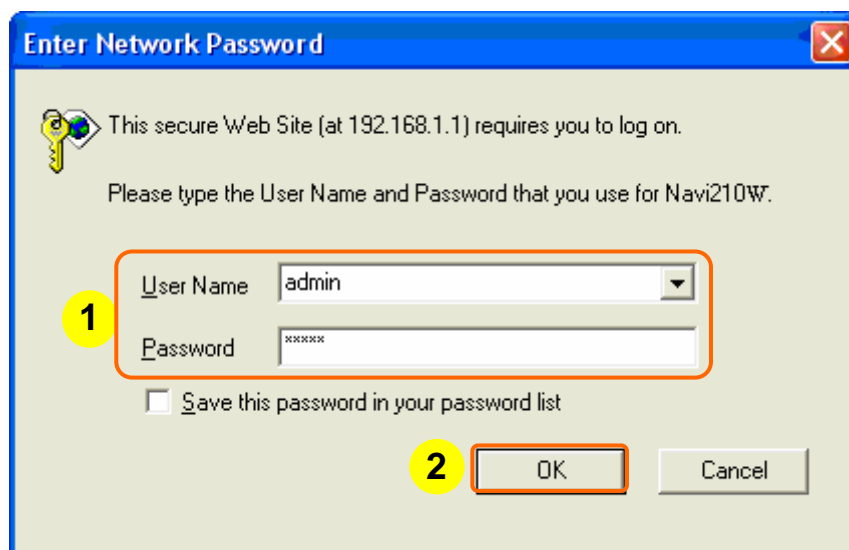 Enter Network Password
This secure Web Site (at 192.168.1.1) requires you to log on.
Please type the User Name and Password that you use for Navi210W.
User Name admin
1
Password *****
Save this password in your password list
2 OK Cancel